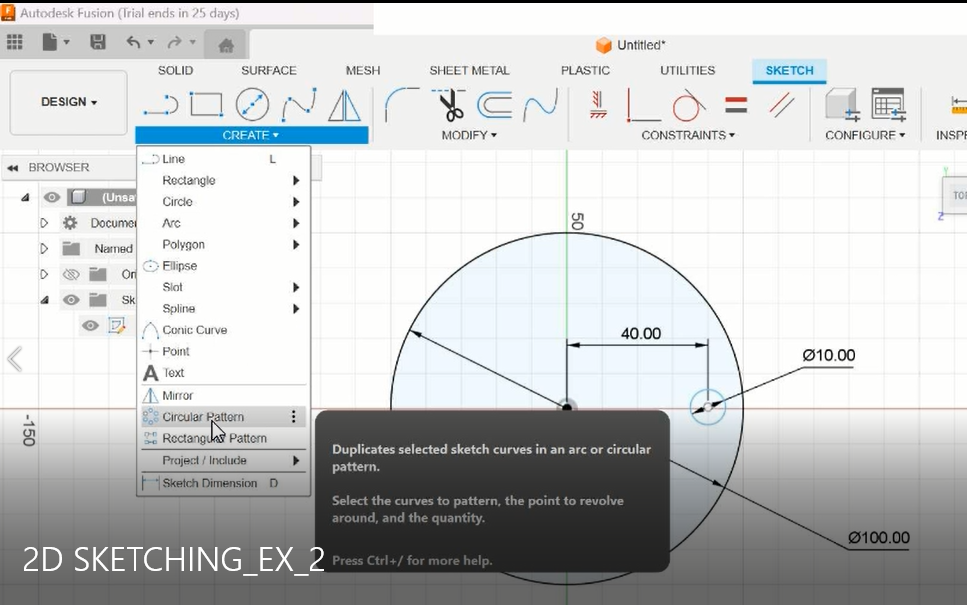 Autodesk Fusion (Trial ends in 25 days)
Untitled*
SOLID SURFACE MESH SHEET METAL PLASTIC UTILITIES SKETCH
DESIGN
CREATE MODIFY CONSTRAINTS CONFIGURE INSPE
BROWSER
(Unsa
Documen
Named
Ori
Sk
Line L
Rectangle
Circle
Arc
Polygon
Ellipse
Slot
Spline
Conic Curve
Point
A Text
Mirror
Circular Pattern
Rectangular Pattern
Project / Include
Sketch Dimension D
50
40.00
Ø10.00
Ø100.00
-150
TOP
Y
Z
Duplicates selected sketch curves in an arc or circular
pattern.
Select the curves to pattern, the point to revolve
around, and the quantity.
Press Ctrl+/ for more help.
2D SKETCHING_EX_2